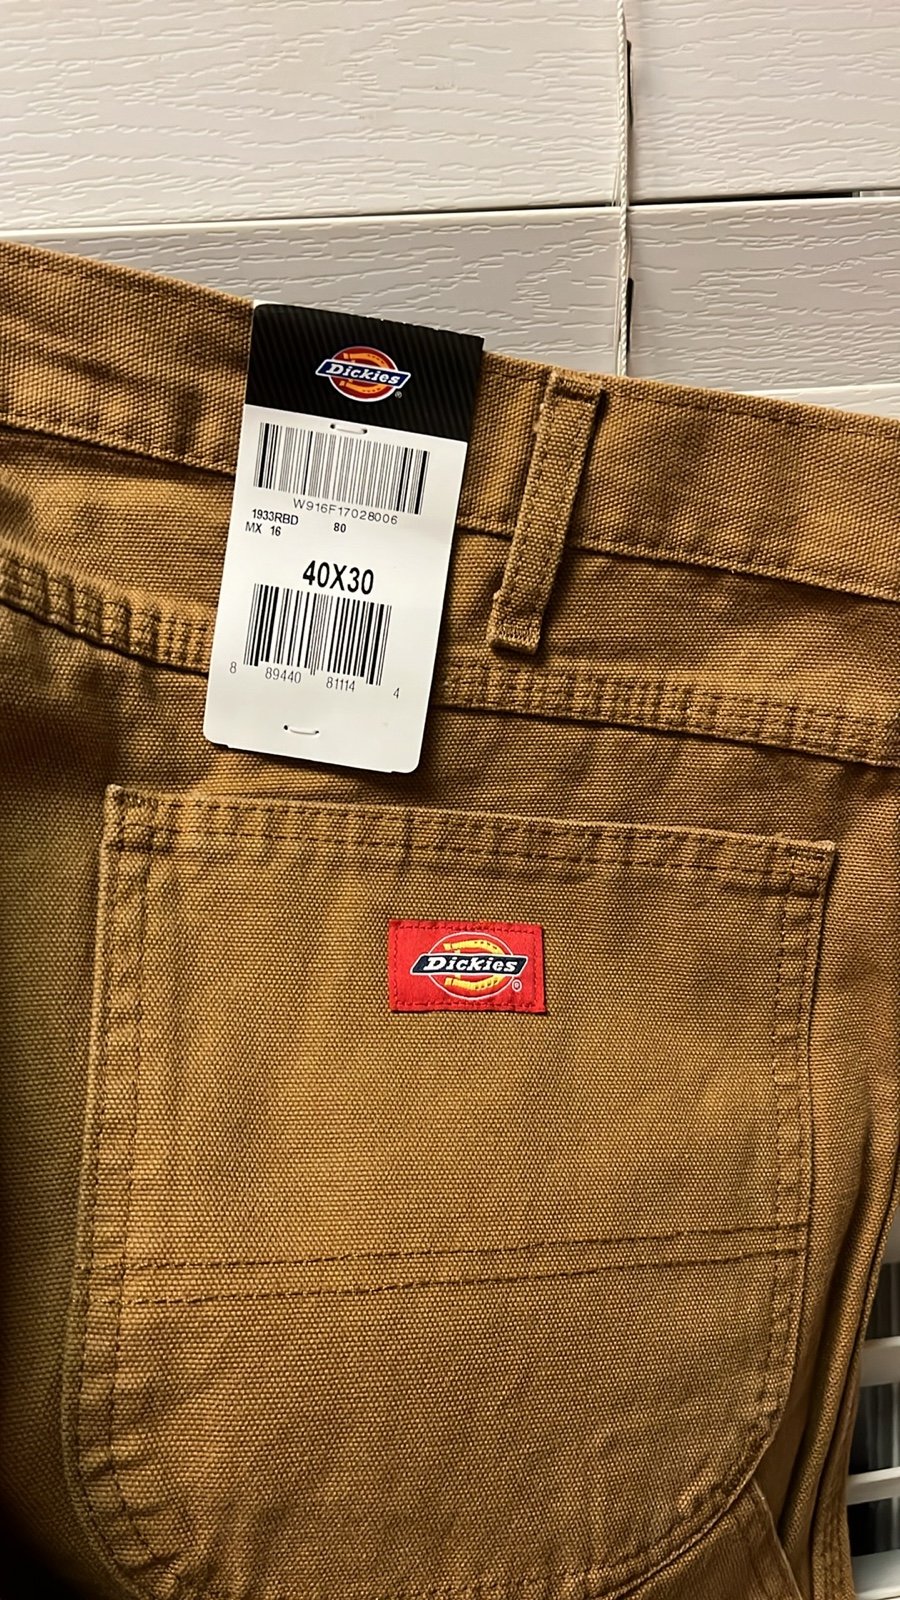 Dickies
®
W916F17028006
1933RBD 80
MX 16
40X30
8 89440 81114 4
Dickies
®